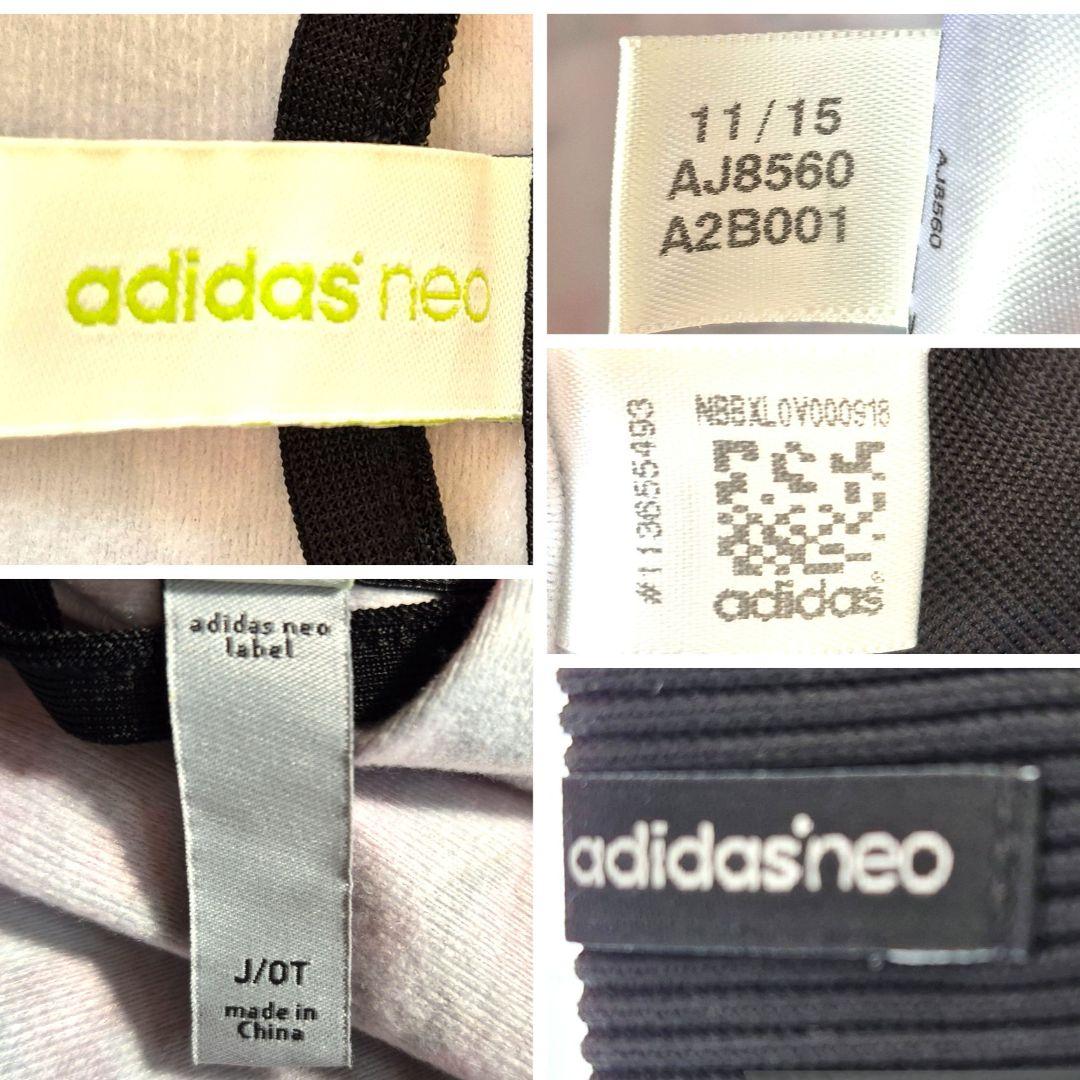 adidas neo
11/15
AJ8560
A2B001
AJ8560
NBBXL0V000918
#113655493
adidas®
adidas neo
label
J/OT
made in
China
adidas neo